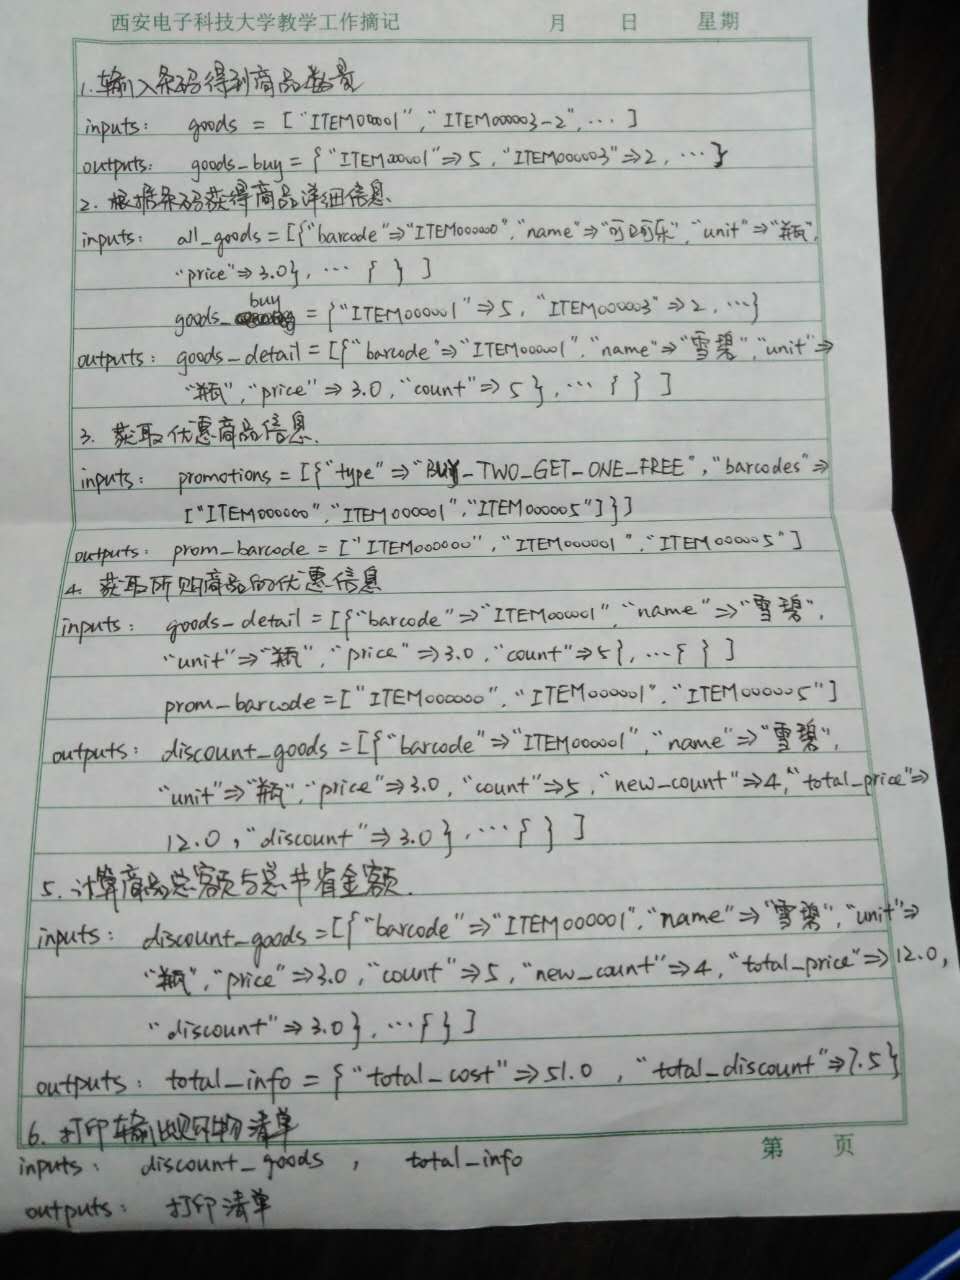 西安电子科技大学教学工作摘记 月 日 星期
1. 输入条码得到商品数量
inputs: goods = ["ITEM00001", "ITEM000003-2", ... ]
outputs: goods_buy = {"ITEM000001"=>5, "ITEM000003"=>2, ...}
2. 根据条码获得商品详细信息.
inputs: all_goods = [{"barcode"=>"ITEM000000", "name"=>"可口可乐", "unit"=>"瓶",
"price"=>3.0}, ... { } ]
buy
goods_ = {"ITEM000001"=>5, "ITEM000003"=>2, ...}
outputs: goods_detail = [{"barcode"=>"ITEM000001", "name"=>"雪碧", "unit"=>
"瓶", "price"=>3.0, "count"=>5}, ... { } ]
3. 获取优惠商品信息.
inputs: promotions = [{"type"=>"BUY_TWO_GET_ONE_FREE", "barcodes"=>
["ITEM000000", "ITEM000001", "ITEM000005"]}]
outputs: prom_barcode = ["ITEM000000", "ITEM000001", "ITEM000005"]
4. 获取所购商品的优惠信息
inputs: goods_detail = [{"barcode"=>"ITEM000001", "name"=>"雪碧",
"unit"=>"瓶", "price"=>3.0, "count"=>5}, ... { } ]
prom_barcode = ["ITEM000000", "ITEM000001", "ITEM000005"]
outputs: discount_goods = [{"barcode"=>"ITEM000001", "name"=>"雪碧",
"unit"=>"瓶", "price"=>3.0, "count"=>5, "new_count"=>4, "total_price"=>
12.0, "discount"=>3.0}, ... { } ]
5. 计算商品总额与总节省金额.
inputs: discount_goods = [{"barcode"=>"ITEM000001", "name"=>"雪碧", "unit"=>
"瓶", "price"=>3.0, "count"=>5, "new_count"=>4, "total_price"=>12.0,
"discount"=>3.0}, ... { } ]
outputs: total_info = {"total_cost"=>51.0, "total_discount"=>7.5}
6. 打印输出购物清单
第 页
inputs: discount_goods, total_info
outputs: 打印清单